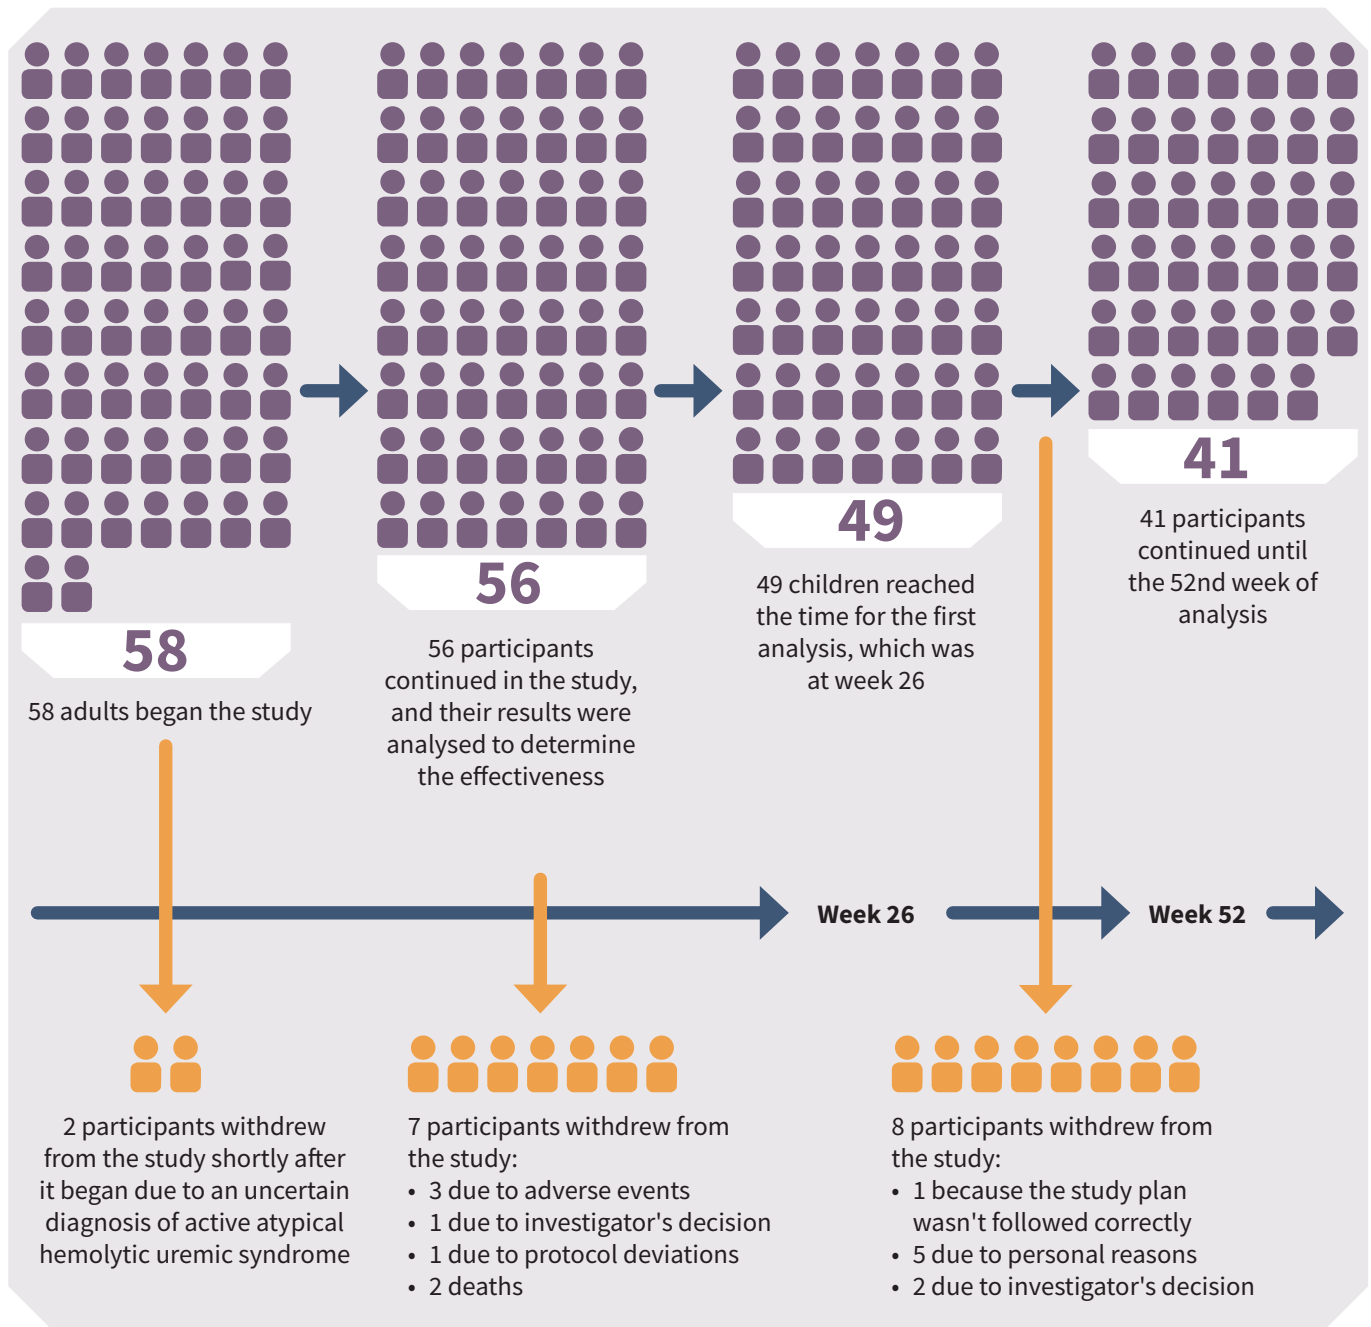 58
58 adults began the study
56
56 participants
continued in the study,
and their results were
analysed to determine
the effectiveness
49
49 children reached
the time for the first
analysis, which was
at week 26
41
41 participants
continued until
the 52nd week of
analysis
Week 26
Week 52
2 participants withdrew
from the study shortly after
it began due to an uncertain
diagnosis of active atypical
hemolytic uremic syndrome
7 participants withdrew from
the study:
• 3 due to adverse events
• 1 due to investigator's decision
• 1 due to protocol deviations
• 2 deaths
8 participants withdrew from
the study:
• 1 because the study plan
wasn't followed correctly
• 5 due to personal reasons
• 2 due to investigator's decision